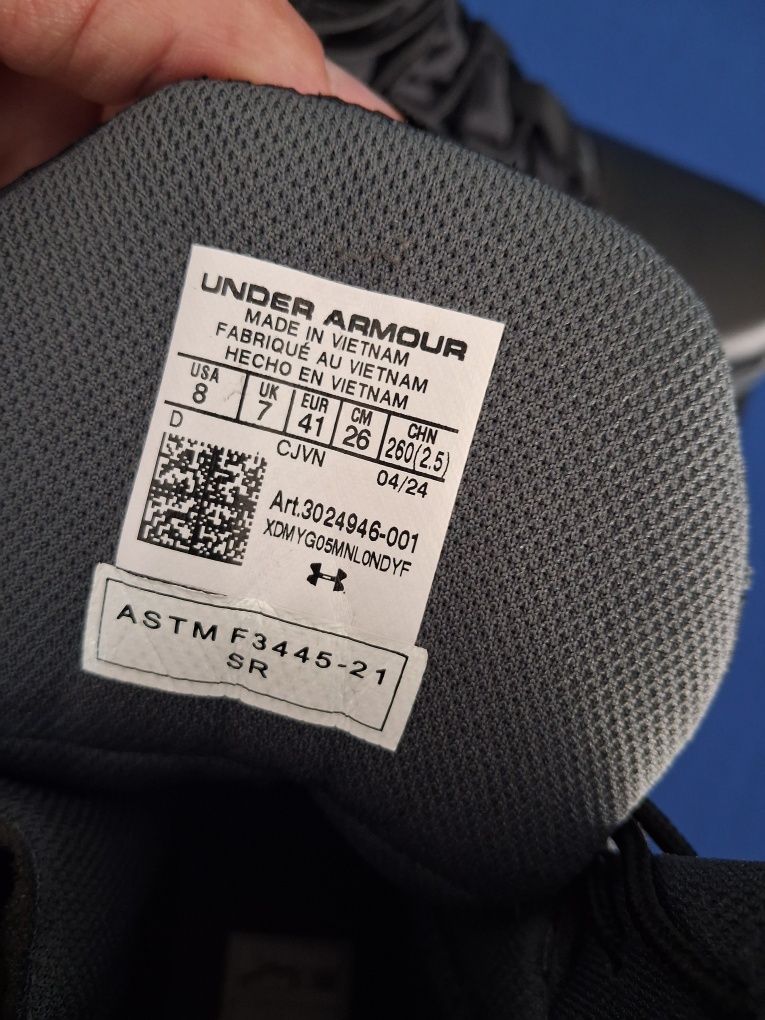 UNDER ARMOUR
MADE IN VIETNAM
FABRIQUÉ AU VIETNAM
HECHO EN VIETNAM
USA UK EUR CM CHN
8 7 41 26 260(2.5)
D CJVN 04/24
Art.3024946-001
XDMYG05MNL0NDYF
ASTM F3445-21
SR